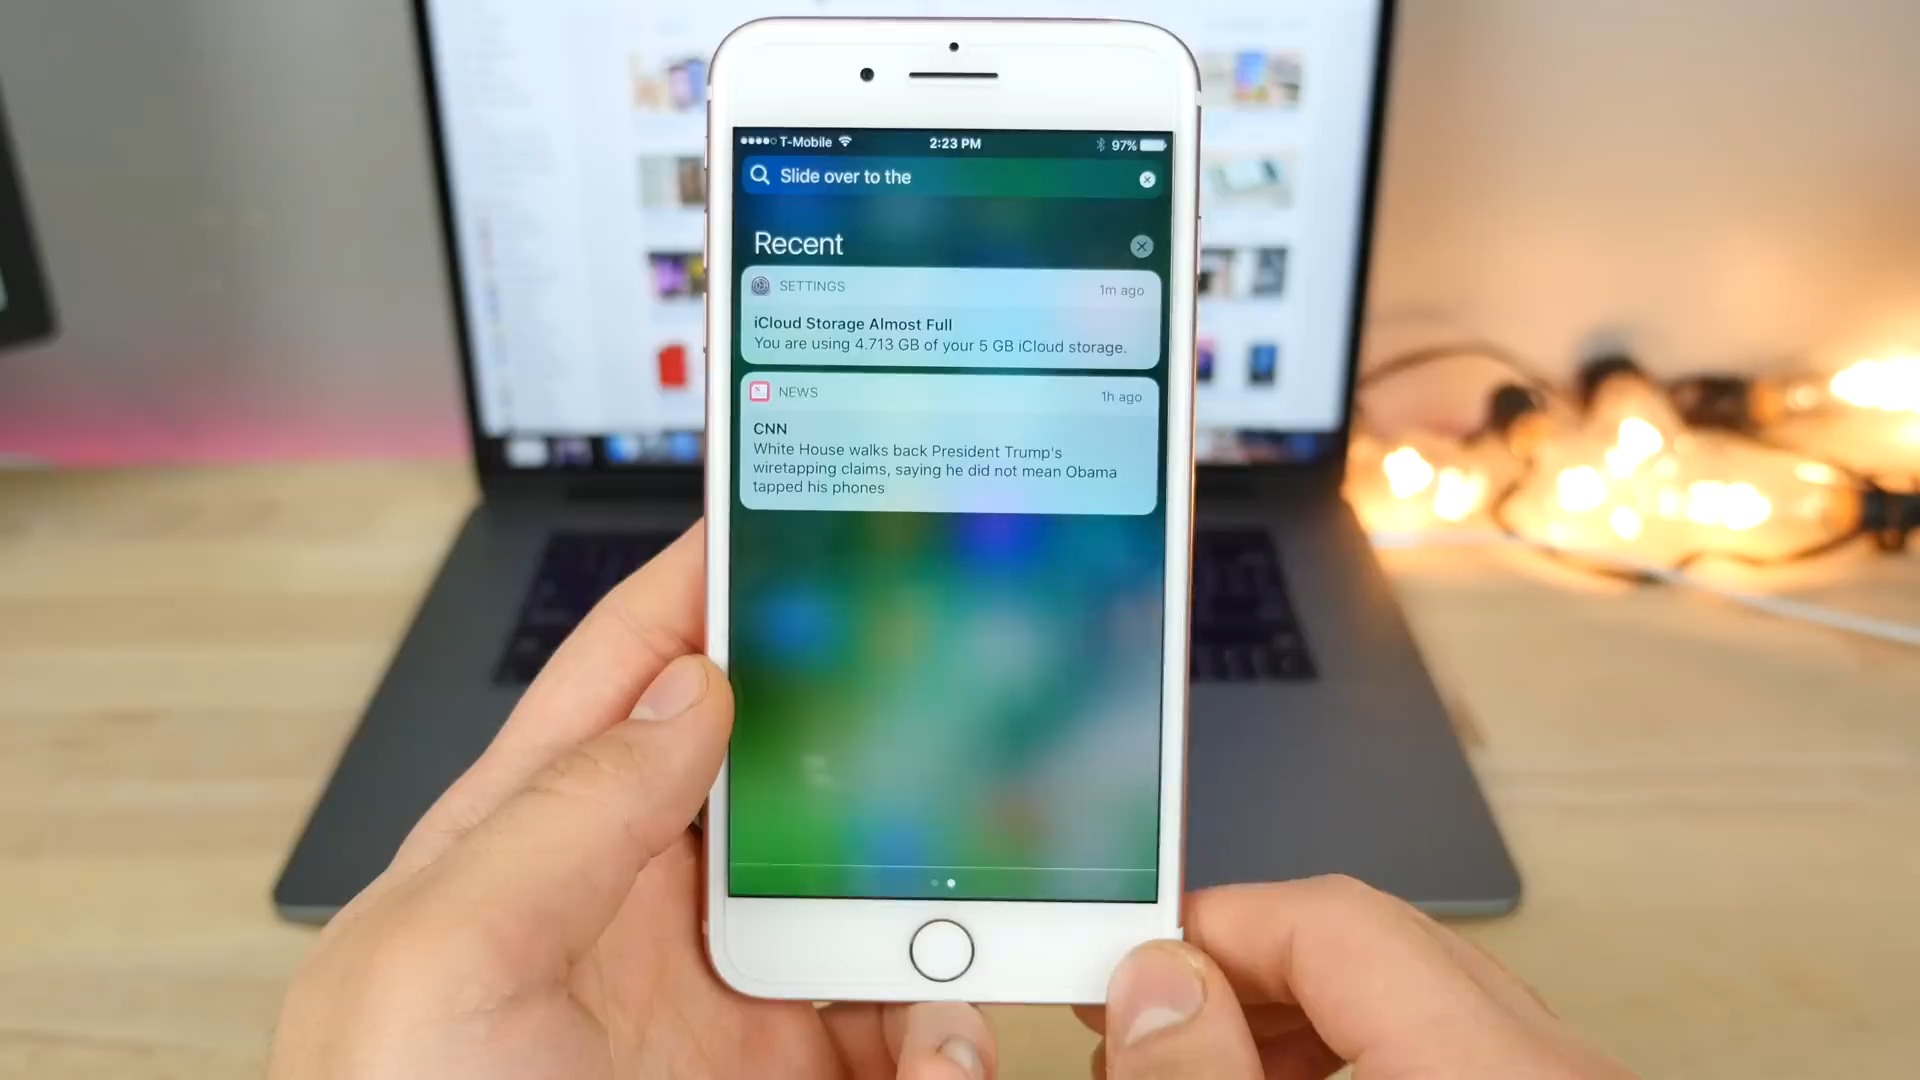 T-Mobile 2:23 PM 97%
Slide over to the
Recent
SETTINGS 1m ago
iCloud Storage Almost Full
You are using 4.713 GB of your 5 GB iCloud storage.
NEWS 1h ago
CNN
White House walks back President Trump's
wiretapping claims, saying he did not mean Obama
tapped his phones